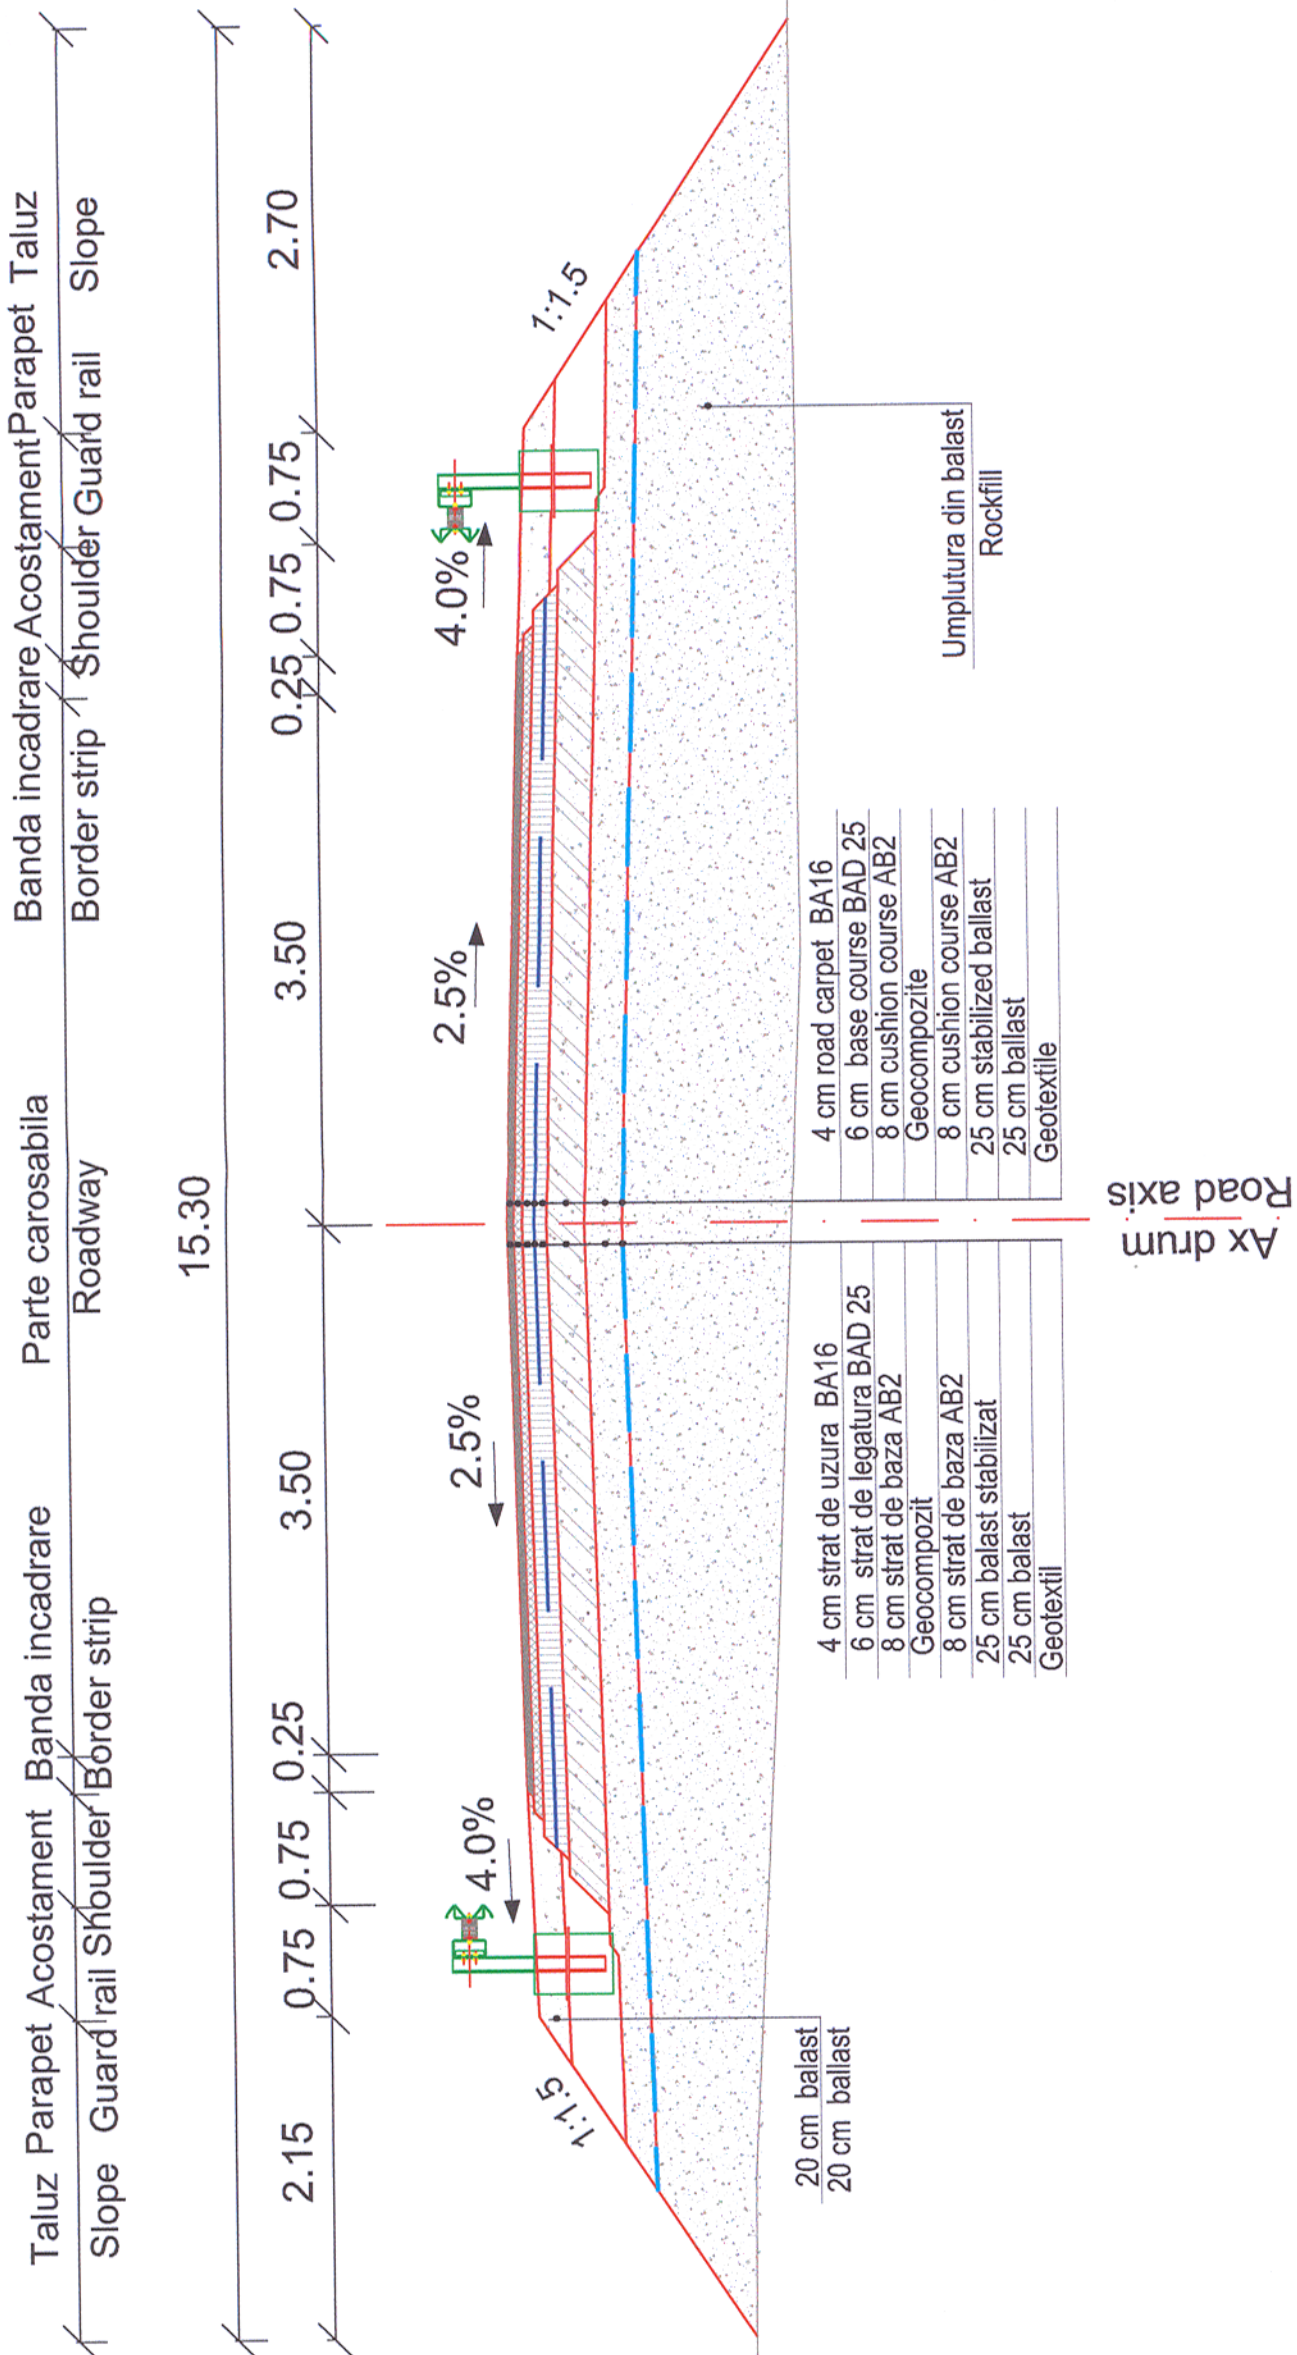 Taluz Parapet Acostament Banda incadrare Parte carosabila Banda incadrare Acostament Parapet Taluz
Slope Guard rail Shoulder Border strip Roadway Border strip Shoulder Guard rail Slope
15.30
2.15 0.75 0.75 0.25 3.50 3.50 0.25 0.75 0.75 2.70
4.0% 2.5% 2.5% 4.0%
1:1.5 1:1.5
20 cm balast
20 cm ballast
4 cm strat de uzura BA16
6 cm strat de legatura BAD 25
8 cm strat de baza AB2
Geocompozit
8 cm strat de baza AB2
25 cm balast stabilizat
25 cm balast
Geotextil
4 cm road carpet BA16
6 cm base course BAD 25
8 cm cushion course AB2
Geocompozite
8 cm cushion course AB2
25 cm stabilized ballast
25 cm ballast
Geotextile
Umplutura din balast
Rockfill
Ax drum
Road axis